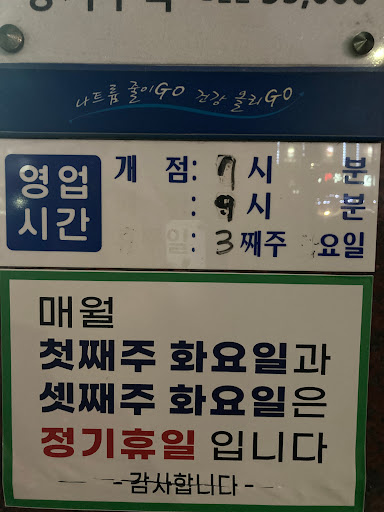 나트륨 줄이GO 건강 올리GO
영업
시간
개 점: 7시 분
: 9시 분
일: 3째주 요일
매월
첫째주 화요일과
셋째주 화요일은
정기휴일 입니다
- 감사합니다 -